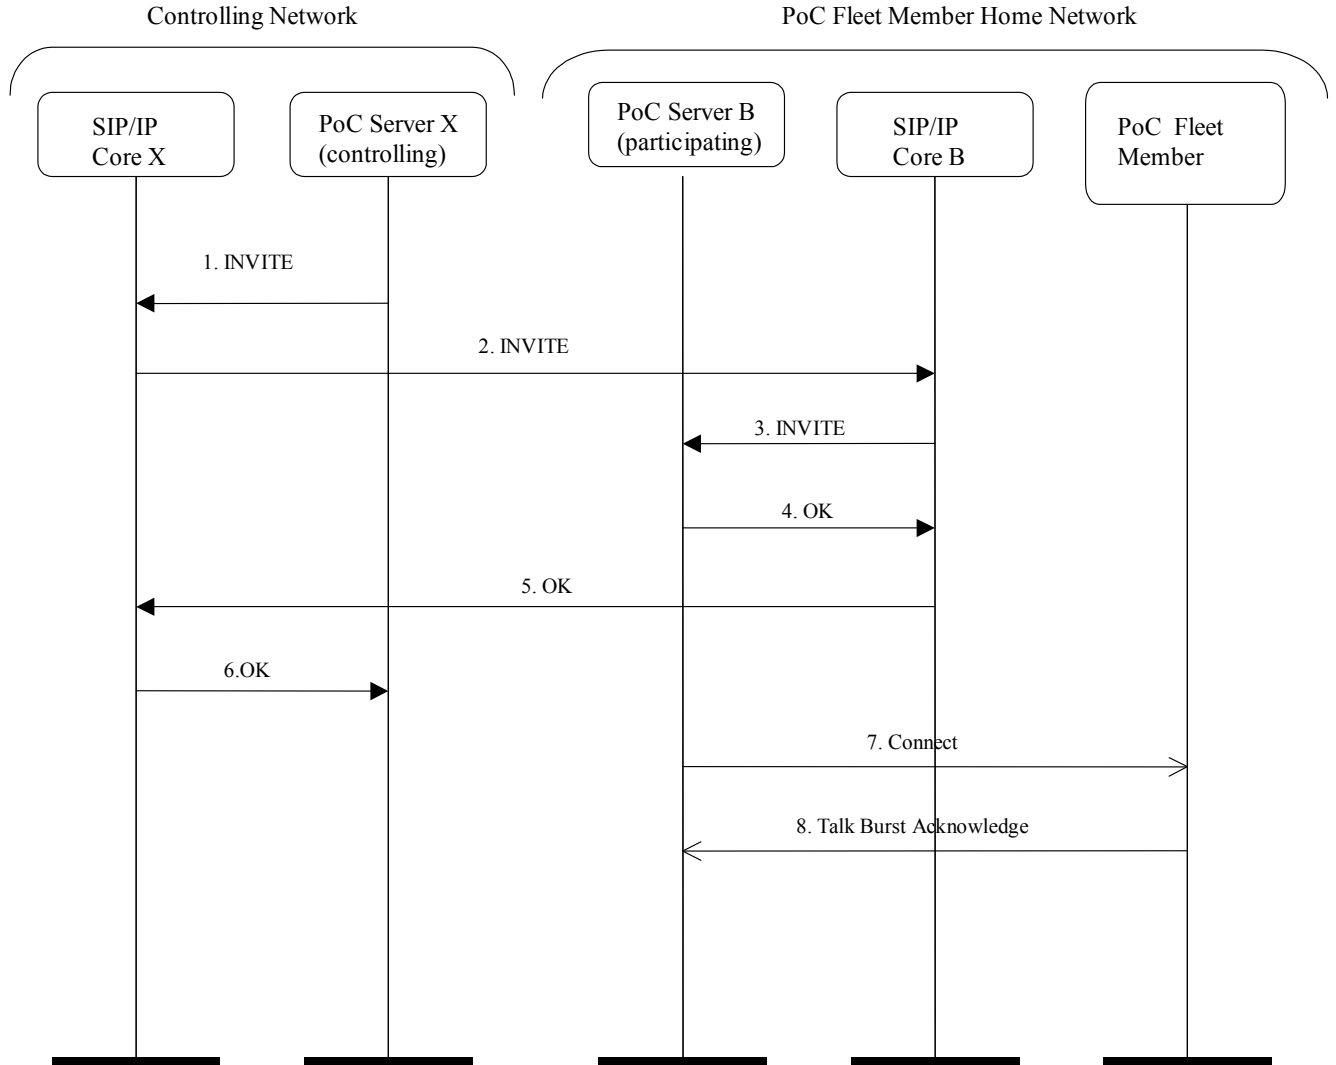 Controlling Network
PoC Fleet Member Home Network
SIP/IP
Core X
PoC Server X
(controlling)
PoC Server B
(participating)
SIP/IP
Core B
PoC Fleet
Member
1. INVITE
2. INVITE
3. INVITE
4. OK
5. OK
6.OK
7. Connect
8. Talk Burst Acknowledge